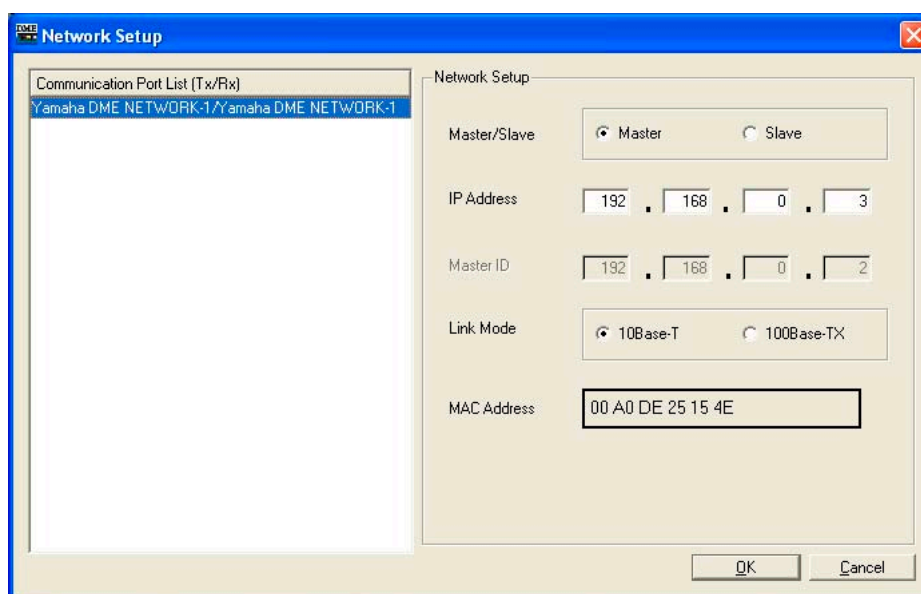 DME
Network Setup
Communication Port List (Tx/Rx)
Yamaha DME NETWORK-1/Yamaha DME NETWORK-1
Network Setup
Master/Slave
Master
Slave
IP Address
192 . 168 . 0 . 3
Master ID
192 . 168 . 0 . 2
Link Mode
10Base-T
100Base-TX
MAC Address
00 A0 DE 25 15 4E
OK
Cancel